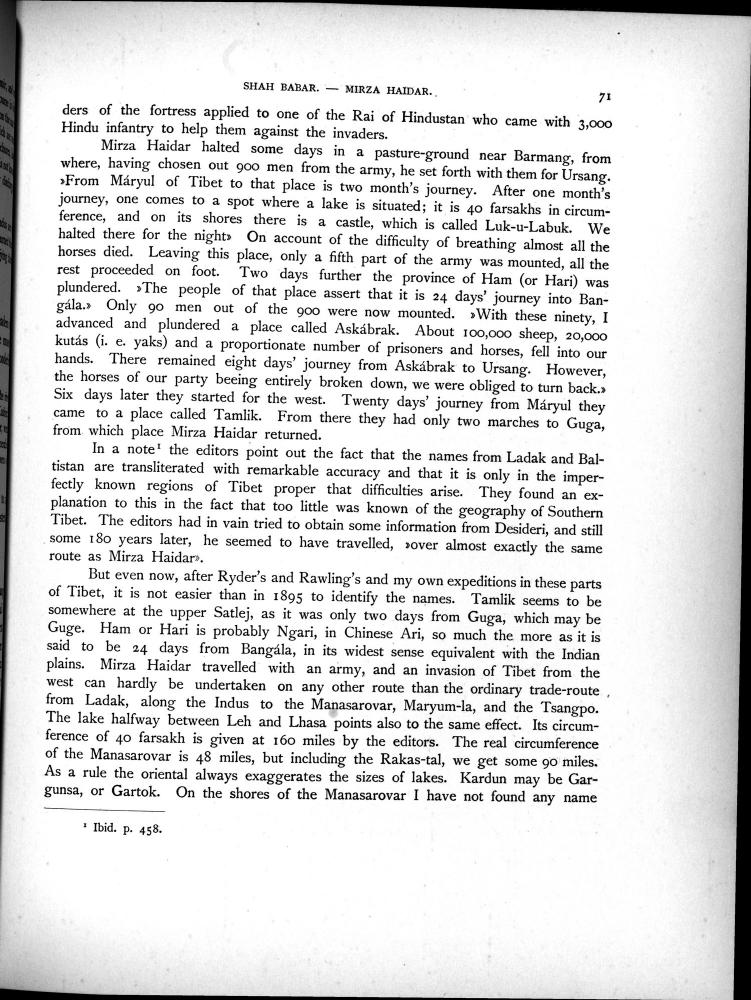 SHAH BABAR. — MIRZA HAIDAR. 71
ders of the fortress applied to one of the Rai of Hindustan who came with 3,000
Hindu infantry to help them against the invaders.
Mirza Haidar halted some days in a pasture-ground near Barmang, from
where, having chosen out 900 men from the army, he set forth with them for Ursang.
»From Máryul of Tibet to that place is two month's journey. After one month's
journey, one comes to a spot where a lake is situated; it is 40 farsakhs in circum-
ference, and on its shores there is a castle, which is called Luk-u-Labuk. We
halted there for the night» On account of the difficulty of breathing almost all the
horses died. Leaving this place, only a fifth part of the army was mounted, all the
rest proceeded on foot. Two days further the province of Ham (or Hari) was
plundered. »The people of that place assert that it is 24 days' journey into Ban-
gála.» Only 90 men out of the 900 were now mounted. »With these ninety, I
advanced and plundered a place called Askábrak. About 100,000 sheep, 20,000
kutás (i. e. yaks) and a proportionate number of prisoners and horses, fell into our
hands. There remained eight days' journey from Askábrak to Ursang. However,
the horses of our party beeing entirely broken down, we were obliged to turn back.»
Six days later they started for the west. Twenty days' journey from Máryul they
came to a place called Tamlik. From there they had only two marches to Guga,
from which place Mirza Haidar returned.
In a note¹ the editors point out the fact that the names from Ladak and Bal-
tistan are transliterated with remarkable accuracy and that it is only in the imper-
fectly known regions of Tibet proper that difficulties arise. They found an ex-
planation to this in the fact that too little was known of the geography of Southern
Tibet. The editors had in vain tried to obtain some information from Desideri, and still
some 180 years later, he seemed to have travelled, »over almost exactly the same
route as Mirza Haidar».
But even now, after Ryder's and Rawling's and my own expeditions in these parts
of Tibet, it is not easier than in 1895 to identify the names. Tamlik seems to be
somewhere at the upper Satlej, as it was only two days from Guga, which may be
Guge. Ham or Hari is probably Ngari, in Chinese Ari, so much the more as it is
said to be 24 days from Bangála, in its widest sense equivalent with the Indian
plains. Mirza Haidar travelled with an army, and an invasion of Tibet from the
west can hardly be undertaken on any other route than the ordinary trade-route
from Ladak, along the Indus to the Manasarovar, Maryum-la, and the Tsangpo.
The lake halfway between Leh and Lhasa points also to the same effect. Its circum-
ference of 40 farsakh is given at 160 miles by the editors. The real circumference
of the Manasarovar is 48 miles, but including the Rakas-tal, we get some 90 miles.
As a rule the oriental always exaggerates the sizes of lakes. Kardun may be Gar-
gunsa, or Gartok. On the shores of the Manasarovar I have not found any name
¹ Ibid. p. 458.